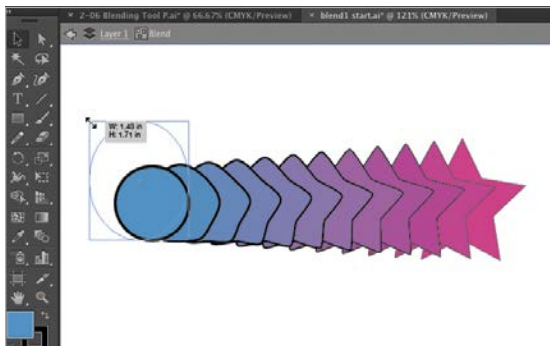 × 2-06 Blending Tool P.ai* @ 66.67% (CMYK/Preview)
× blend1 start.ai* @ 121% (CMYK/Preview)
Layer 1 Blend
W: 1.43 in
H: 1.71 in